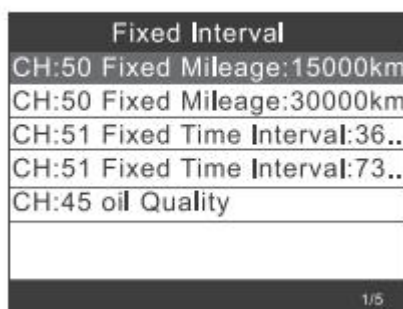 Fixed Interval
CH:50 Fixed Mileage:15000km
CH:50 Fixed Mileage:30000km
CH:51 Fixed Time Interval:36..
CH:51 Fixed Time Interval:73..
CH:45 oil Quality
1/5